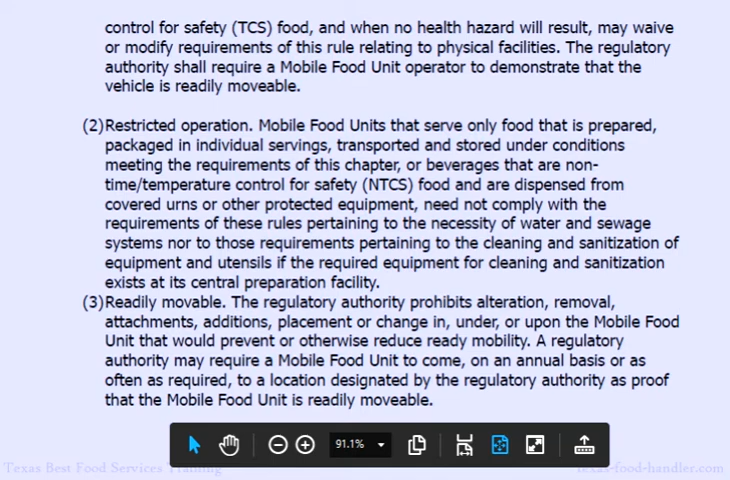 control for safety (TCS) food, and when no health hazard will result, may waive
or modify requirements of this rule relating to physical facilities. The regulatory
authority shall require a Mobile Food Unit operator to demonstrate that the
vehicle is readily moveable.
(2)Restricted operation. Mobile Food Units that serve only food that is prepared,
packaged in individual servings, transported and stored under conditions
meeting the requirements of this chapter, or beverages that are non-
time/temperature control for safety (NTCS) food and are dispensed from
covered urns or other protected equipment, need not comply with the
requirements of these rules pertaining to the necessity of water and sewage
systems nor to those requirements pertaining to the cleaning and sanitization of
equipment and utensils if the required equipment for cleaning and sanitization
exists at its central preparation facility.
(3)Readily movable. The regulatory authority prohibits alteration, removal,
attachments, additions, placement or change in, under, or upon the Mobile Food
Unit that would prevent or otherwise reduce ready mobility. A regulatory
authority may require a Mobile Food Unit to come, on an annual basis or as
often as required, to a location designated by the regulatory authority as proof
that the Mobile Food Unit is readily moveable.
91.1%
Texas Best Food Services Training
texas-food-handler.com